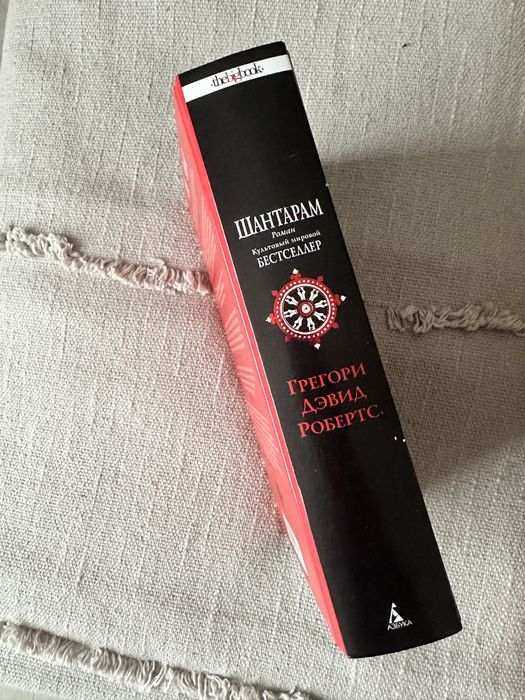 ·thebigbook·
ШАНТАРАМ
Роман
Культовый мировой
БЕСТСЕЛЛЕР
ГРЕГОРИ
ДЭВИД
РОБЕРТС
АЗБУКА